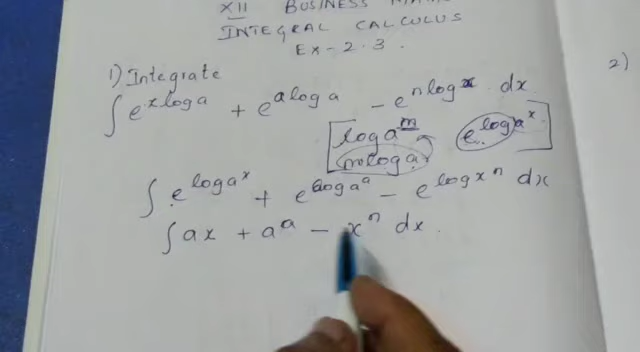 XII BUSINESS
INTEGRAL CALCULUS
Ex-2.3.
1) Integrate
∫ e^{x log a} + e^{a log a} - e^{n log x} dx
log a^m
m log a
e^{log a^x}
∫ e^{log a^x} + e^{log a^a} - e^{log x^n} dx
∫ ax + a^a - x^n dx.
2)